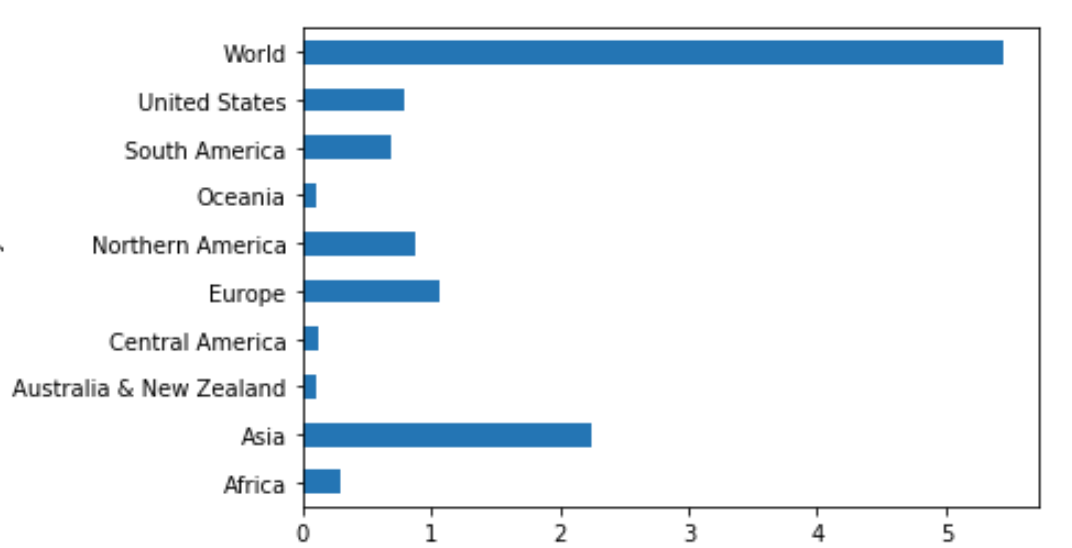 World
United States
South America
Oceania
Northern America
Europe
Central America
Australia & New Zealand
Asia
Africa
0 1 2 3 4 5